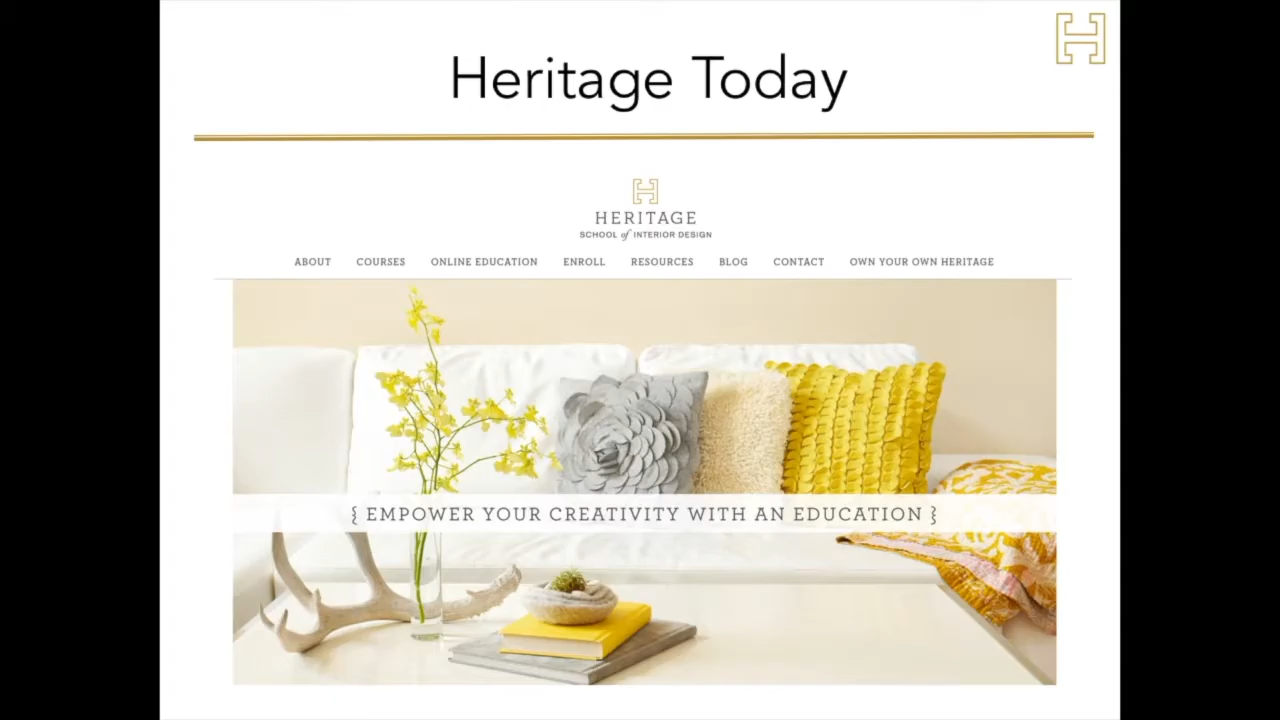 Heritage Today
HERITAGE
SCHOOL of INTERIOR DESIGN
ABOUT COURSES ONLINE EDUCATION ENROLL RESOURCES BLOG CONTACT OWN YOUR OWN HERITAGE
{ EMPOWER YOUR CREATIVITY WITH AN EDUCATION }